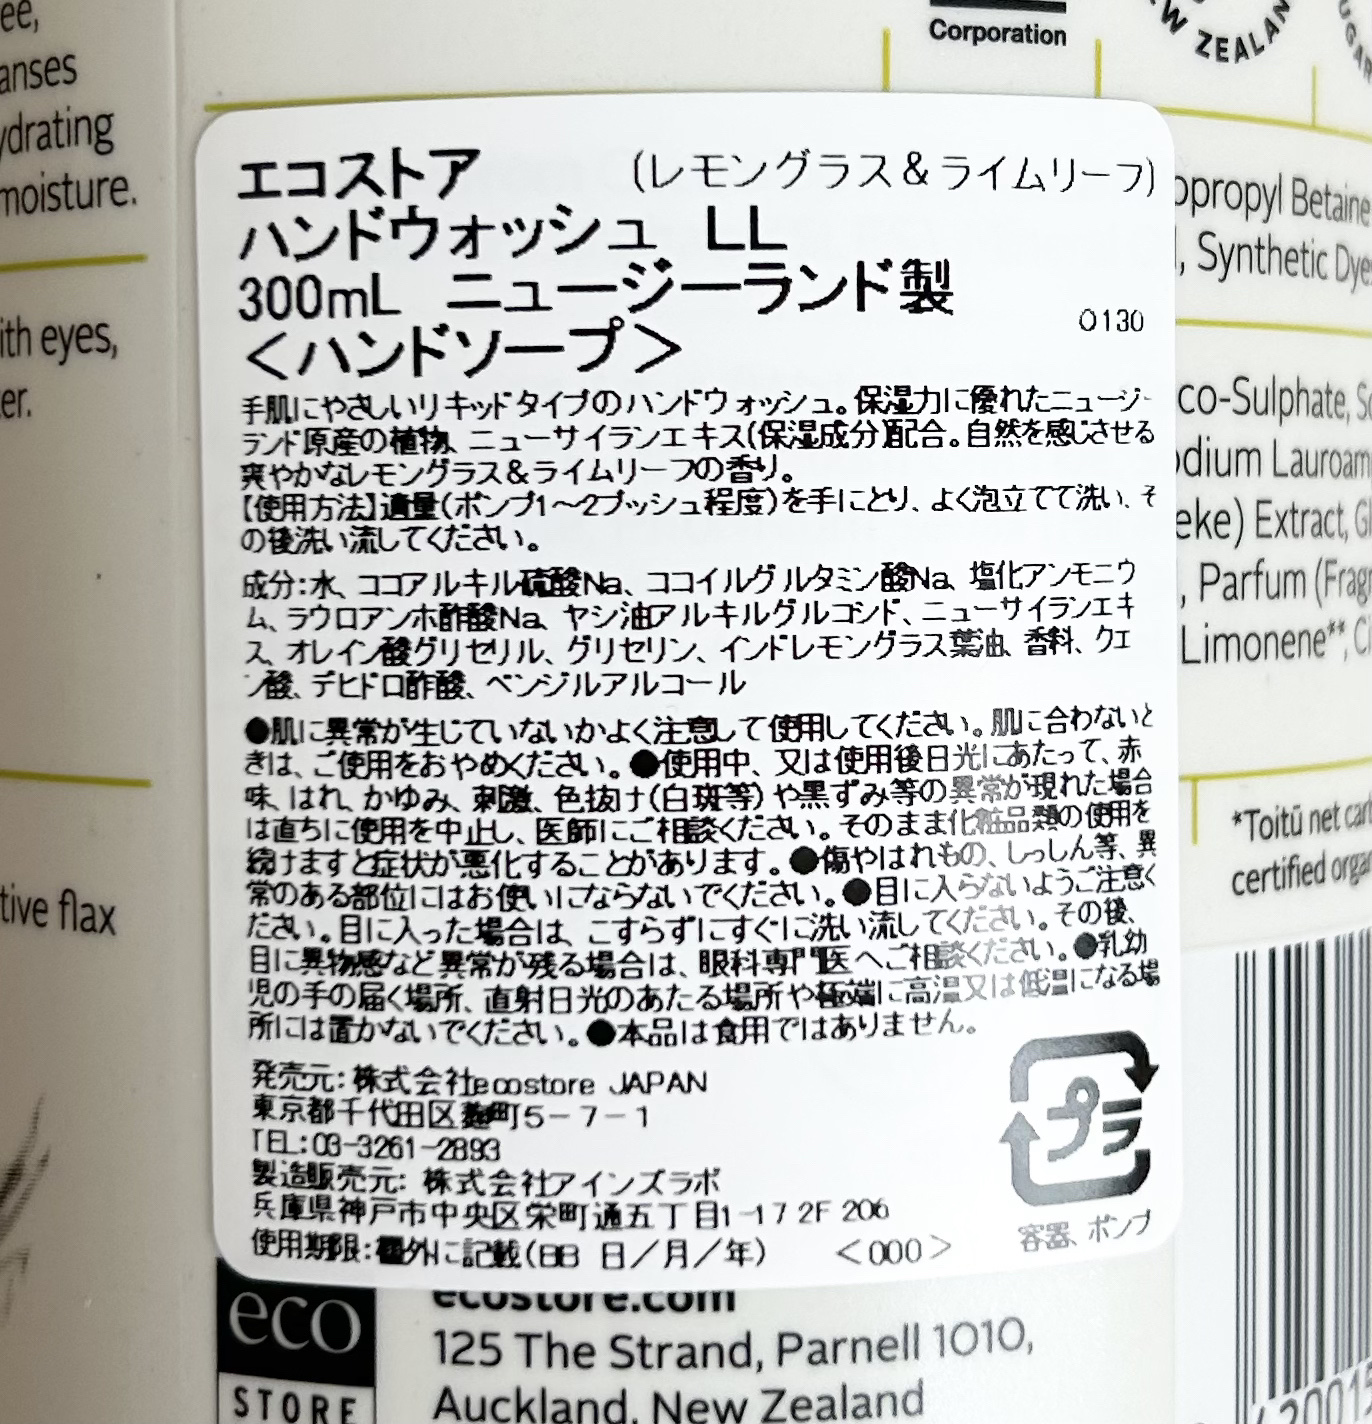 ee,
anses
ydrating
moisture.
ith eyes,
er.
tive flax
Corporation
EW ZEALAN
UGAR
エコストア (レモングラス&ライムリーフ)
ハンドウォッシュ LL
300mL ニュージーランド製
0130
<ハンドソープ>
手肌にやさしいリキッドタイプのハンドウォッシュ。保湿力に優れたニュージー
ランド原産の植物、ニューサイランエキス(保湿成分)配合。自然を感じさせる
爽やかなレモングラス&ライムリーフの香り。
【使用方法】適量(ポンプ1〜2プッシュ程度)を手にとり、よく泡立てて洗い、そ
の後洗い流してください。
成分:水、ココアルキル硫酸Na、ココイルグルタミン酸Na、塩化アンモニウ
ム、ラウロアンホ酢酸Na、ヤシ油アルキルグルコシド、ニューサイランエキ
ス、オレイン酸グリセリル、グリセリン、インドレモングラス葉油、香料、クエ
ン酸、デヒドロ酢酸、ベンジルアルコール
●肌に異常が生じていないかよく注意して使用してください。肌に合わないと
きは、ご使用をおやめください。●使用中、又は使用後日光にあたって、赤
味、はれ、かゆみ、刺激、色抜け(白斑等)や黒ずみ等の異常が現れた場合
は直ちに使用を中止し、医師にご相談ください。そのまま化粧品類の使用を
続けますと症状が悪化することがあります。●傷やはれもの、しっしん等、異
常のある部位にはお使いにならないでください。●目に入らないようご注意く
ださい。目に入った場合は、こすらずにすぐに洗い流してください。その後、
目に異物感など異常が残る場合は、眼科専門医へご相談ください。●乳幼
児の手の届く場所、直射日光のあたる場所や極端に高温又は低温になる場
所には置かないでください。●本品は食用ではありません。
発売元:株式会社ecostore JAPAN
東京都千代田区麹町5-7-1
TEL:03-3261-2893
製造販売元:株式会社アインズラボ
兵庫県神戸市中央区栄町通五丁目1-17 2F 206
使用期限:欄外に記載(BB 日/月/年) <000>
プラ
容器、ポンプ
opropyl Betaine
l, Synthetic Dye
co-Sulphate, So
odium Lauroam
eke) Extract, Gl
, Parfum (Fragr
Limonene**, Ci
*Toitū net carb
certified organ
eco
STORE
ecostore.com
125 The Strand, Parnell 1010,
Auckland, New Zealand